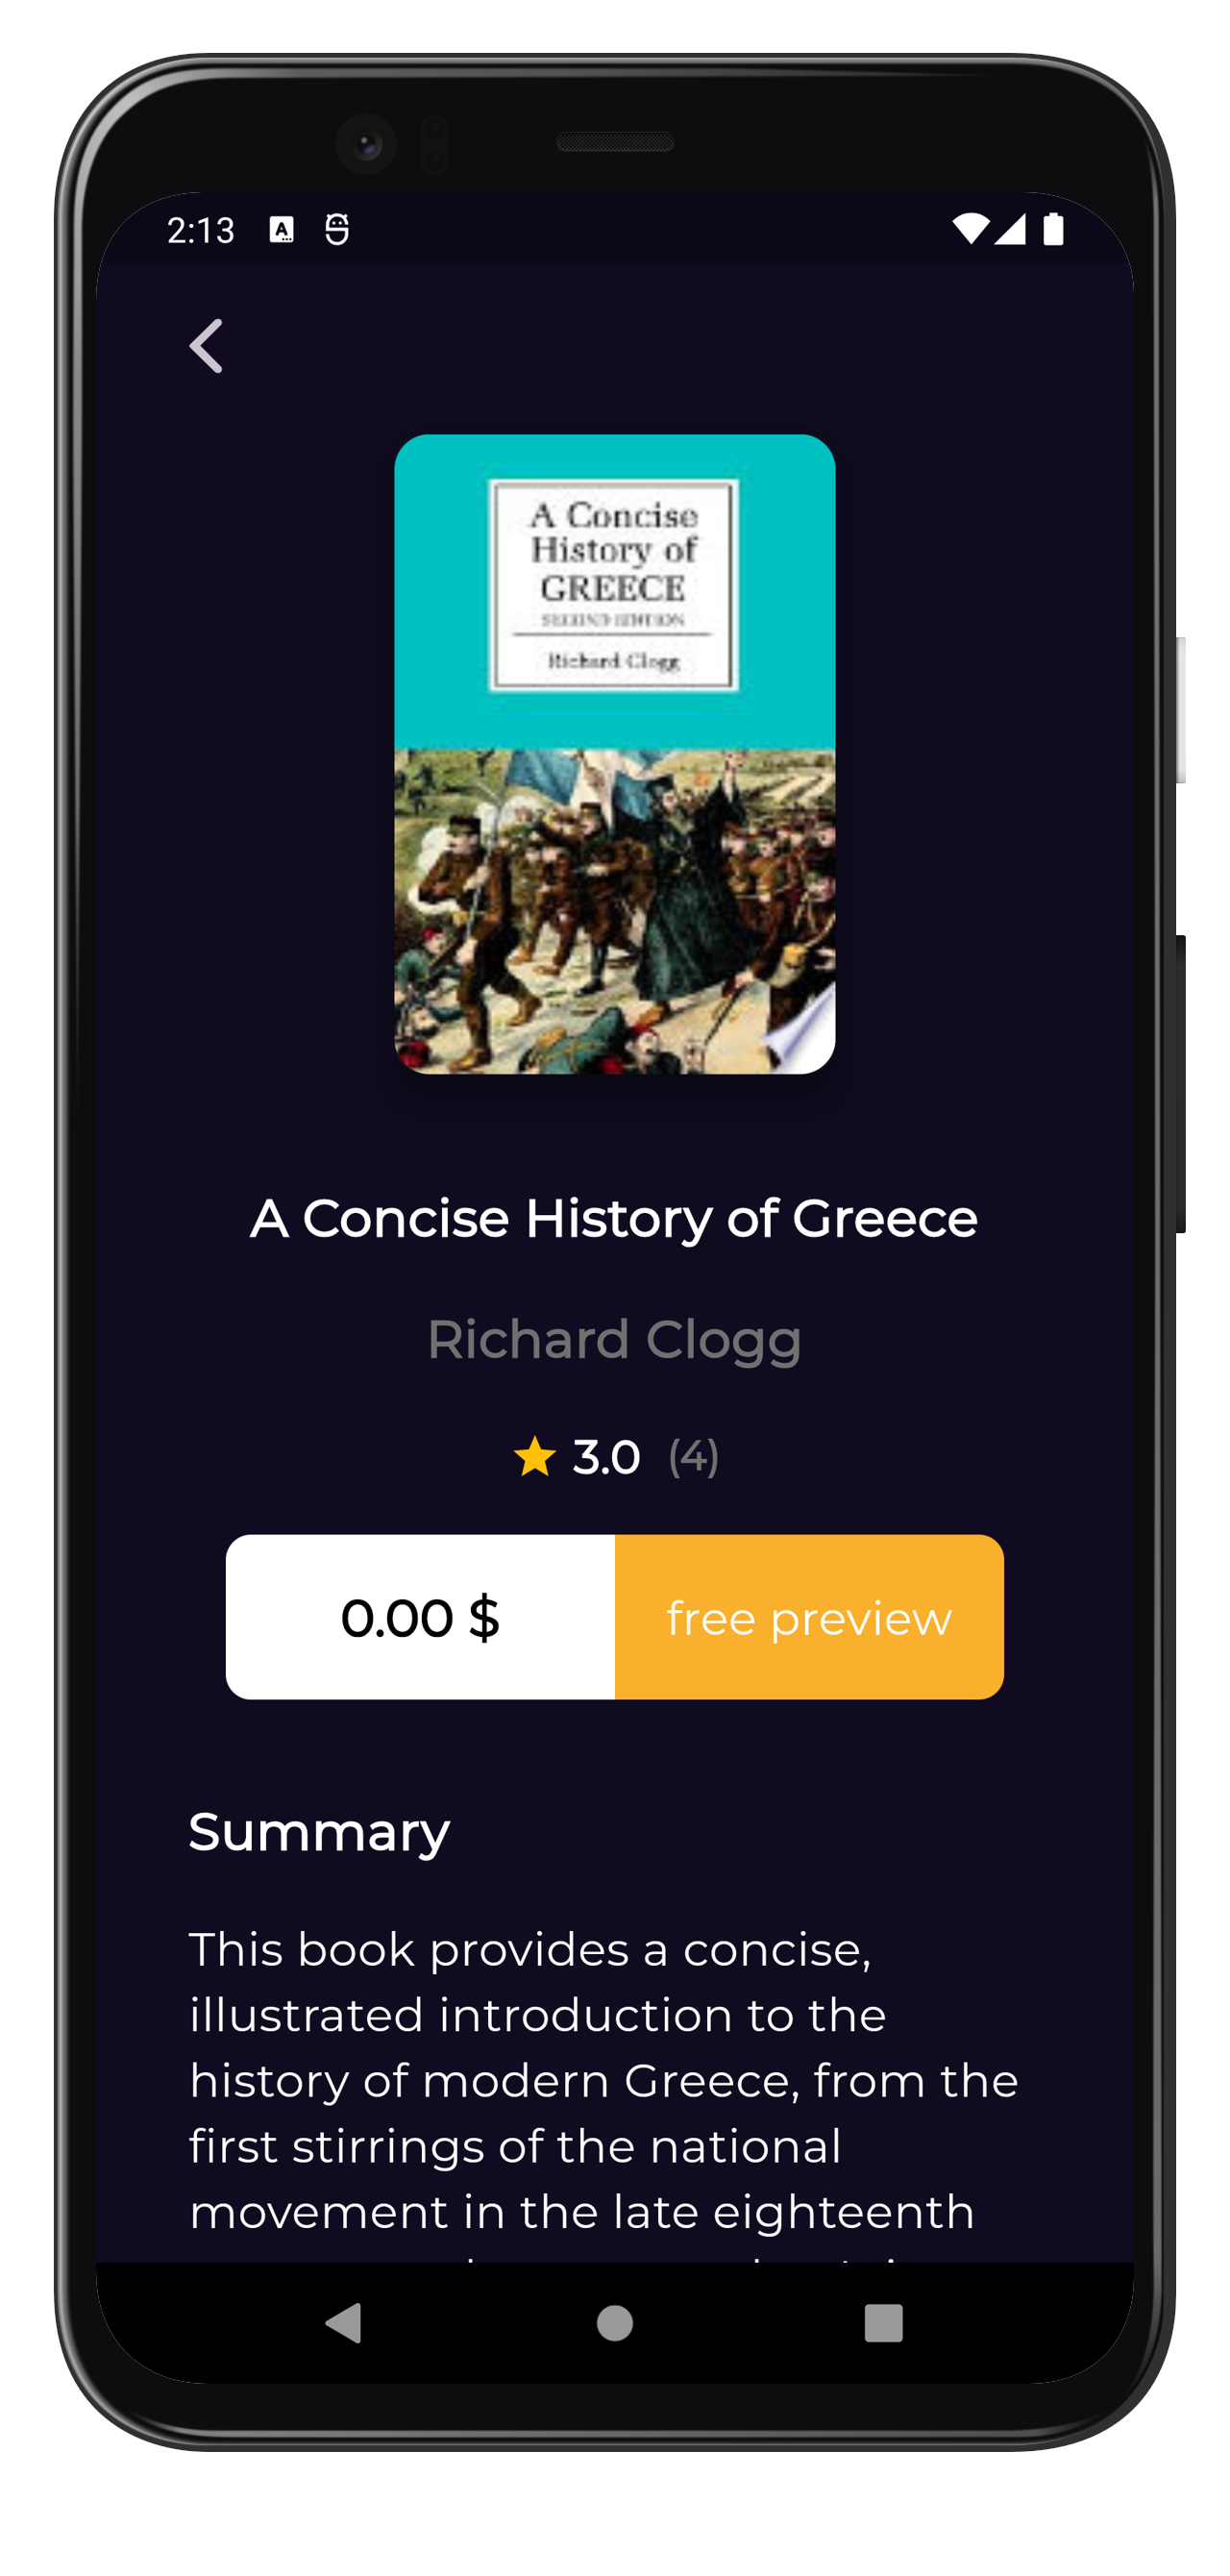 2:13
A Concise
History of
GREECE
SECOND EDITION
Richard Clogg
A Concise History of Greece
Richard Clogg
3.0 (4)
0.00 $
free preview
Summary
This book provides a concise,
illustrated introduction to the
history of modern Greece, from the
first stirrings of the national
movement in the late eighteenth